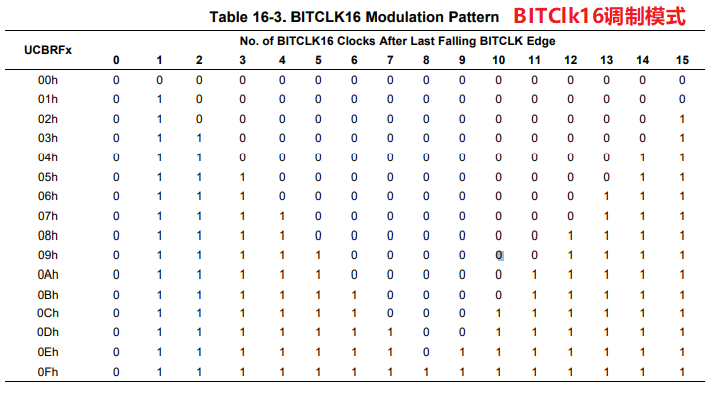 Table 16-3. BITCLK16 Modulation Pattern BITClk16调制模式
UCBRFx No. of BITCLK16 Clocks After Last Falling BITCLK Edge
0 1 2 3 4 5 6 7 8 9 10 11 12 13 14 15
00h 0 0 0 0 0 0 0 0 0 0 0 0 0 0 0 0
01h 0 1 0 0 0 0 0 0 0 0 0 0 0 0 0 0
02h 0 1 0 0 0 0 0 0 0 0 0 0 0 0 0 1
03h 0 1 1 0 0 0 0 0 0 0 0 0 0 0 0 1
04h 0 1 1 0 0 0 0 0 0 0 0 0 0 0 1 1
05h 0 1 1 1 0 0 0 0 0 0 0 0 0 0 1 1
06h 0 1 1 1 0 0 0 0 0 0 0 0 0 1 1 1
07h 0 1 1 1 1 0 0 0 0 0 0 0 0 1 1 1
08h 0 1 1 1 1 0 0 0 0 0 0 0 1 1 1 1
09h 0 1 1 1 1 1 0 0 0 0 0 0 1 1 1 1
0Ah 0 1 1 1 1 1 0 0 0 0 0 1 1 1 1 1
0Bh 0 1 1 1 1 1 1 0 0 0 0 1 1 1 1 1
0Ch 0 1 1 1 1 1 1 0 0 0 1 1 1 1 1 1
0Dh 0 1 1 1 1 1 1 1 0 0 1 1 1 1 1 1
0Eh 0 1 1 1 1 1 1 1 0 1 1 1 1 1 1 1
0Fh 0 1 1 1 1 1 1 1 1 1 1 1 1 1 1 1